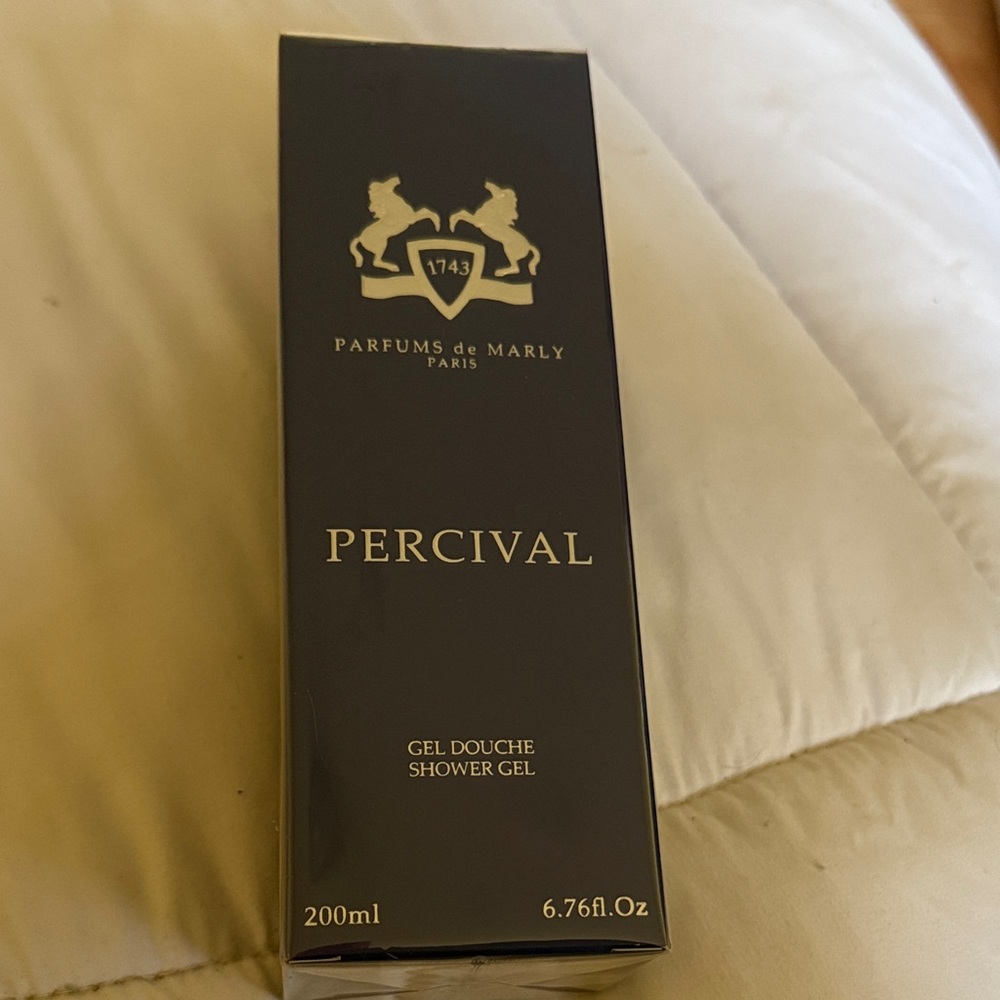 1743
PARFUMS de MARLY
PARIS
PERCIVAL
GEL DOUCHE
SHOWER GEL
200ml 6.76fl.Oz